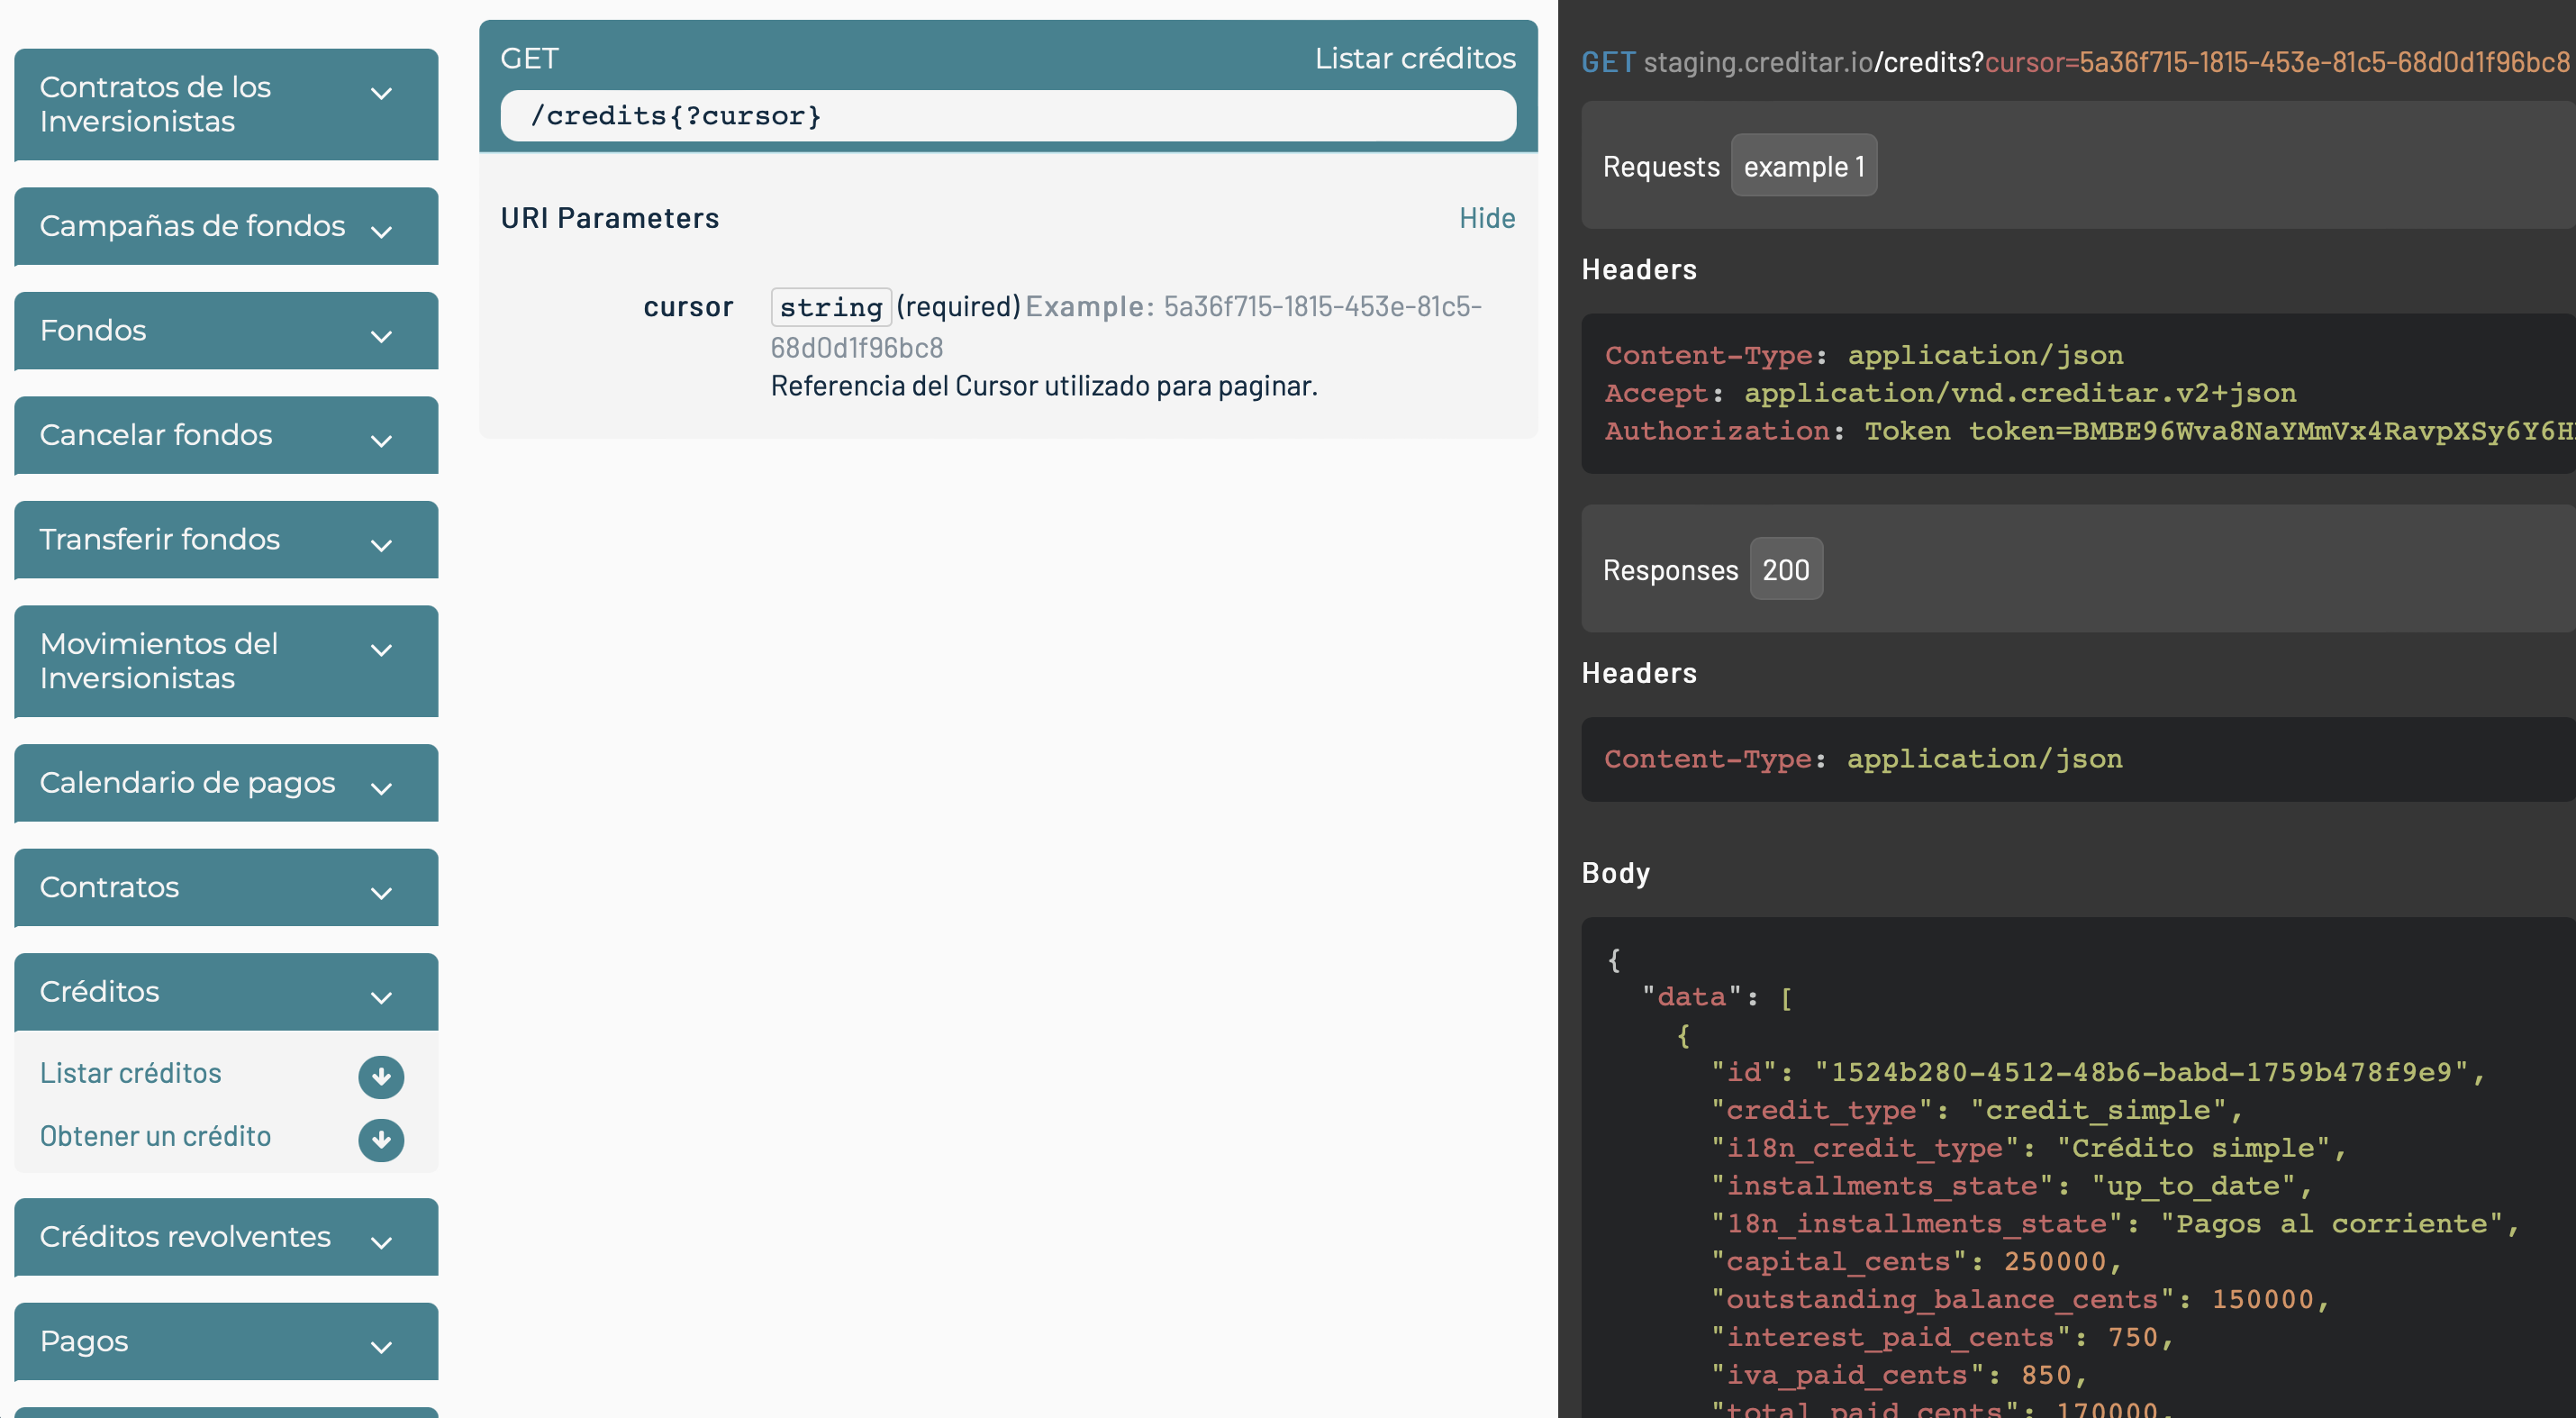 Contratos de los
Inversionistas
Campañas de fondos
Fondos
Cancelar fondos
Transferir fondos
Movimientos del
Inversionistas
Calendario de pagos
Contratos
Créditos
Listar créditos
Obtener un crédito
Créditos revolventes
Pagos
GET Listar créditos
/credits{?cursor}
URI Parameters Hide
cursor string (required) Example: 5a36f715-1815-453e-81c5-
68d0d1f96bc8
Referencia del Cursor utilizado para paginar.
GET staging.creditar.io/credits?cursor=5a36f715-1815-453e-81c5-68d0d1f96bc8
Requests example 1
Headers
Content-Type: application/json
Accept: application/vnd.creditar.v2+json
Authorization: Token token=BMBE96Wva8NaYMmVx4RavpXSy6Y6H
Responses 200
Headers
Content-Type: application/json
Body
{
"data": [
{
"id": "1524b280-4512-48b6-babd-1759b478f9e9",
"credit_type": "credit_simple",
"i18n_credit_type": "Crédito simple",
"installments_state": "up_to_date",
"18n_installments_state": "Pagos al corriente",
"capital_cents": 250000,
"outstanding_balance_cents": 150000,
"interest_paid_cents": 750,
"iva_paid_cents": 850,
"total_paid_cents": 170000,